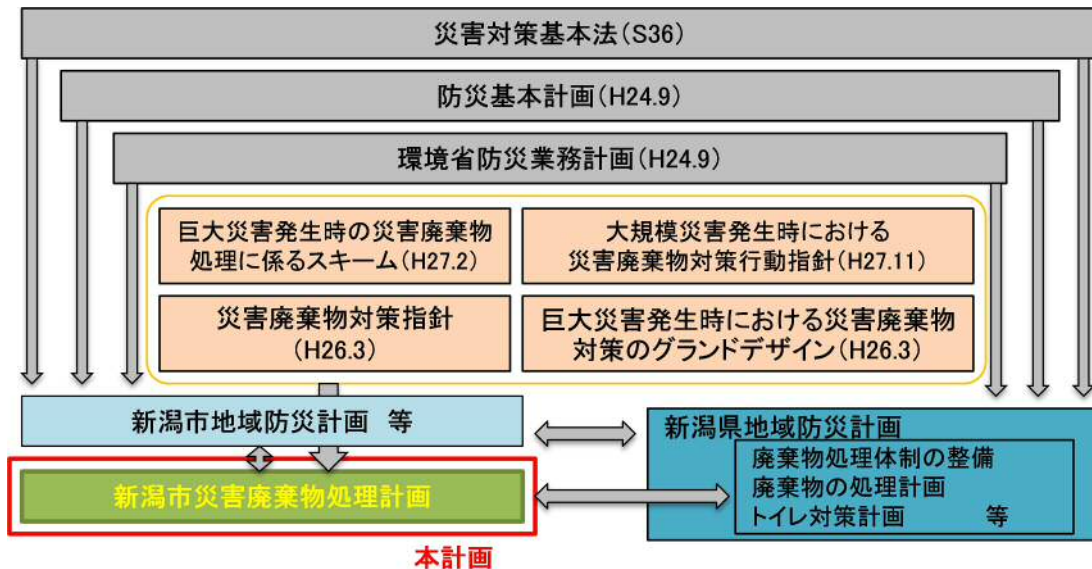 災害対策基本法(S36)
防災基本計画(H24.9)
環境省防災業務計画(H24.9)
巨大災害発生時の災害廃棄物
処理に係るスキーム(H27.2)
大規模災害発生時における
災害廃棄物対策行動指針(H27.11)
災害廃棄物対策指針
(H26.3)
巨大災害発生時における災害廃棄物
対策のグランドデザイン(H26.3)
新潟市地域防災計画 等
新潟市災害廃棄物処理計画
本計画
新潟県地域防災計画
廃棄物処理体制の整備
廃棄物の処理計画
トイレ対策計画 等